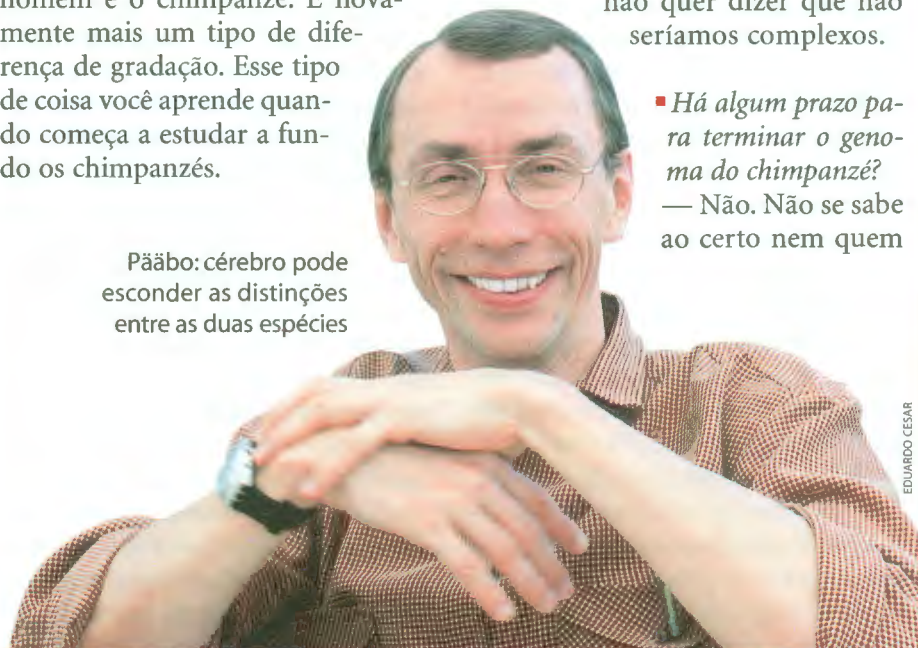 homem e o chimpanzé. É nova-
mente mais um tipo de dife-
rença de gradação. Esse tipo
de coisa você aprende quan-
do começa a estudar a fun-
do os chimpanzés.
Pääbo: cérebro pode
esconder as distinções
entre as duas espécies
não quer dizer que não
seríamos complexos.
▪ Há algum prazo pa-
ra terminar o geno-
ma do chimpanzé?
— Não. Não se sabe
ao certo nem quem
EDUARDO CESAR